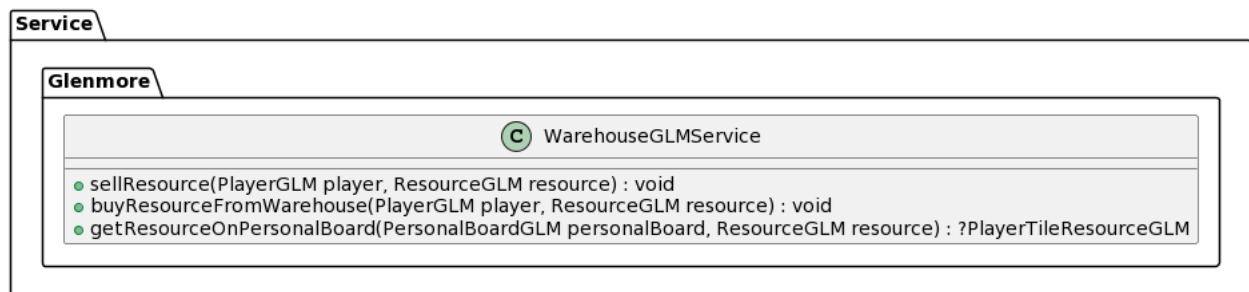 Service
Glenmore
C WarehouseGLMService
sellResource(PlayerGLM player, ResourceGLM resource) : void
buyResourceFromWarehouse(PlayerGLM player, ResourceGLM resource) : void
getResourceOnPersonalBoard(PersonalBoardGLM personalBoard, ResourceGLM resource) : ?PlayerTileResourceGLM